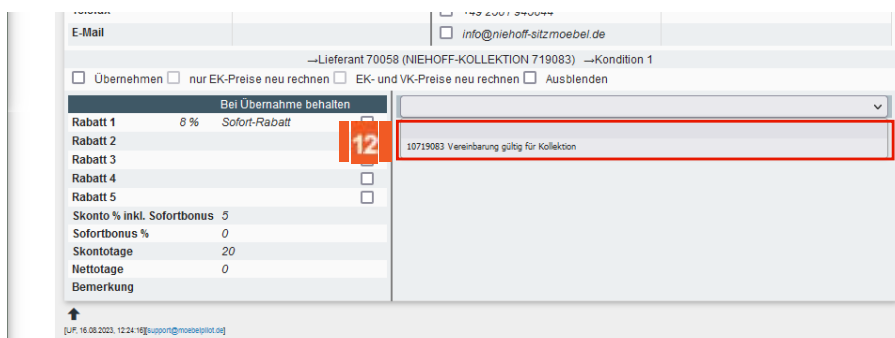 E-Mail
info@niehoff-sitzmoebel.de
→Lieferant 70058 (NIEHOFF-KOLLEKTION 719083) →Kondition 1
Übernehmen nur EK-Preise neu rechnen EK- und VK-Preise neu rechnen Ausblenden
Bei Übernahme behalten
Rabatt 1 8 % Sofort-Rabatt
Rabatt 2
12
10719083 Vereinbarung gültig für Kollektion
Rabatt 3
Rabatt 4
Rabatt 5
Skonto % inkl. Sofortbonus 5
Sofortbonus % 0
Skontotage 20
Nettotage 0
Bemerkung
[UF, 16.08.2023, 12:24:16][support@moebelpilot.de]